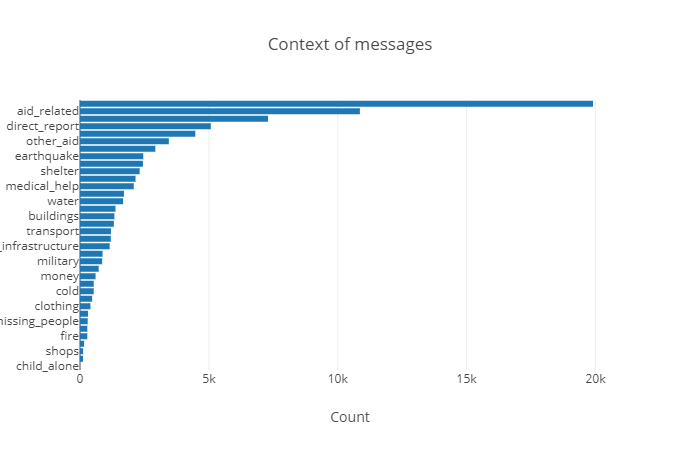 Context of messages
aid_related
direct_report
other_aid
earthquake
shelter
medical_help
water
buildings
transport
_infrastructure
military
money
cold
clothing
nissing_people
fire
shops
child_alone
0 5k 10k 15k 20k
Count